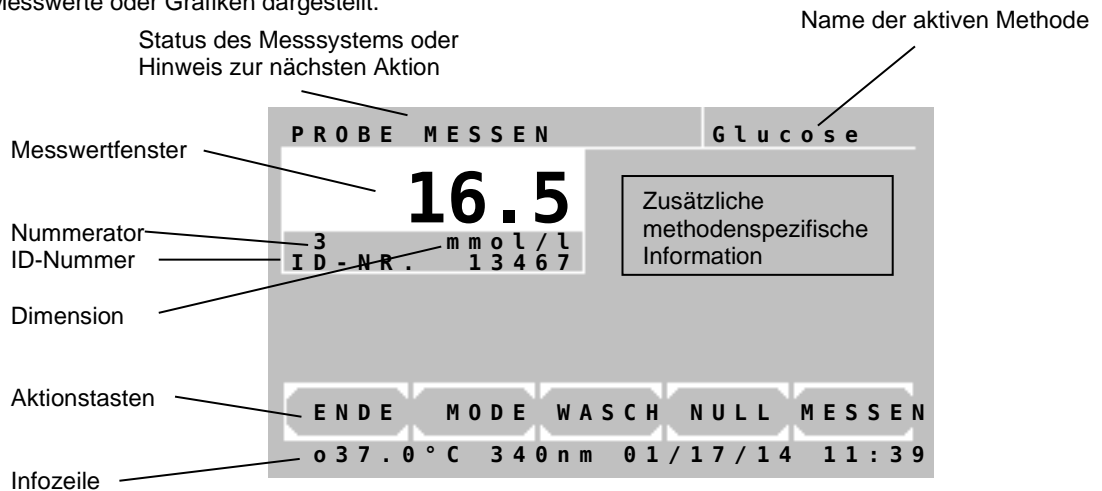 Messwerte oder Grafiken dargestellt.
Name der aktiven Methode
Status des Messsystems oder
Hinweis zur nächsten Aktion
PROBE MESSEN
Glucose
Messwertfenster
16.5
Zusätzliche
methodenspezifische
Information
Nummerator
3 mmol/l
ID-Nummer
ID-NR. 13467
Dimension
Aktionstasten
ENDE MODE WASCH NULL MESSEN
o37.0°C 340nm 01/17/14 11:39
Infozeile